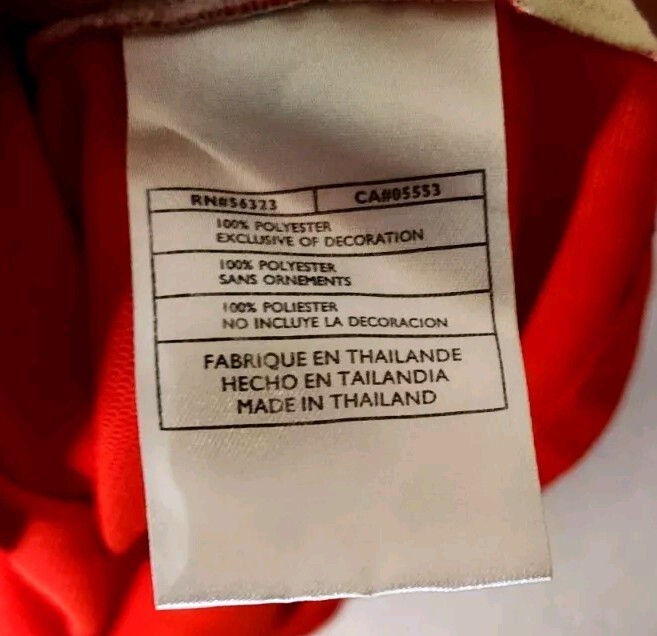 RN#56323 CA#05553
100% POLYESTER
EXCLUSIVE OF DECORATION
100% POLYESTER
SANS ORNEMENTS
100% POLIESTER
NO INCLUYE LA DECORACION
FABRIQUE EN THAILANDE
HECHO EN TAILANDIA
MADE IN THAILAND